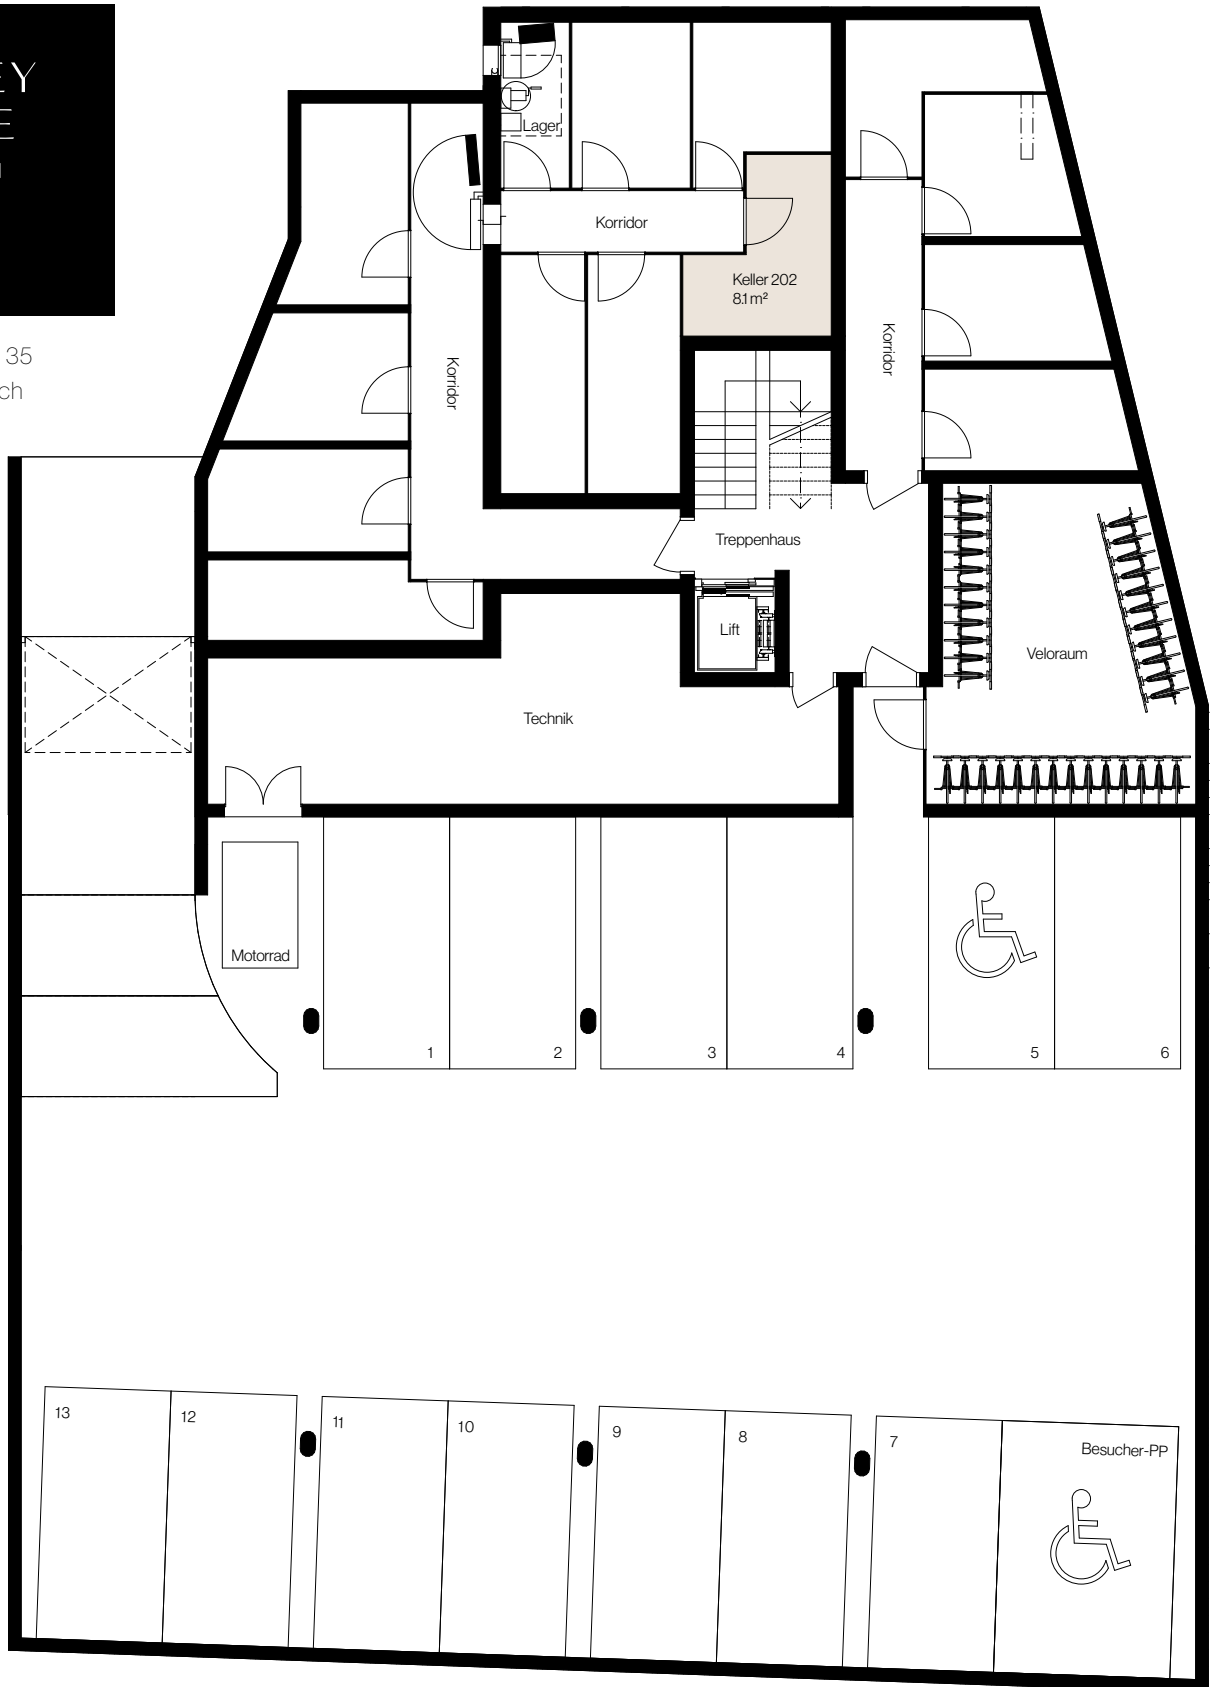 EY
E
35
ch
Lager
Korridor
Keller 202
8.1 m²
Korridor
Korridor
Treppenhaus
Lift
Veloraum
Technik
Motorrad
1
2
3
4
5
6
13
12
11
10
9
8
7
Besucher-PP